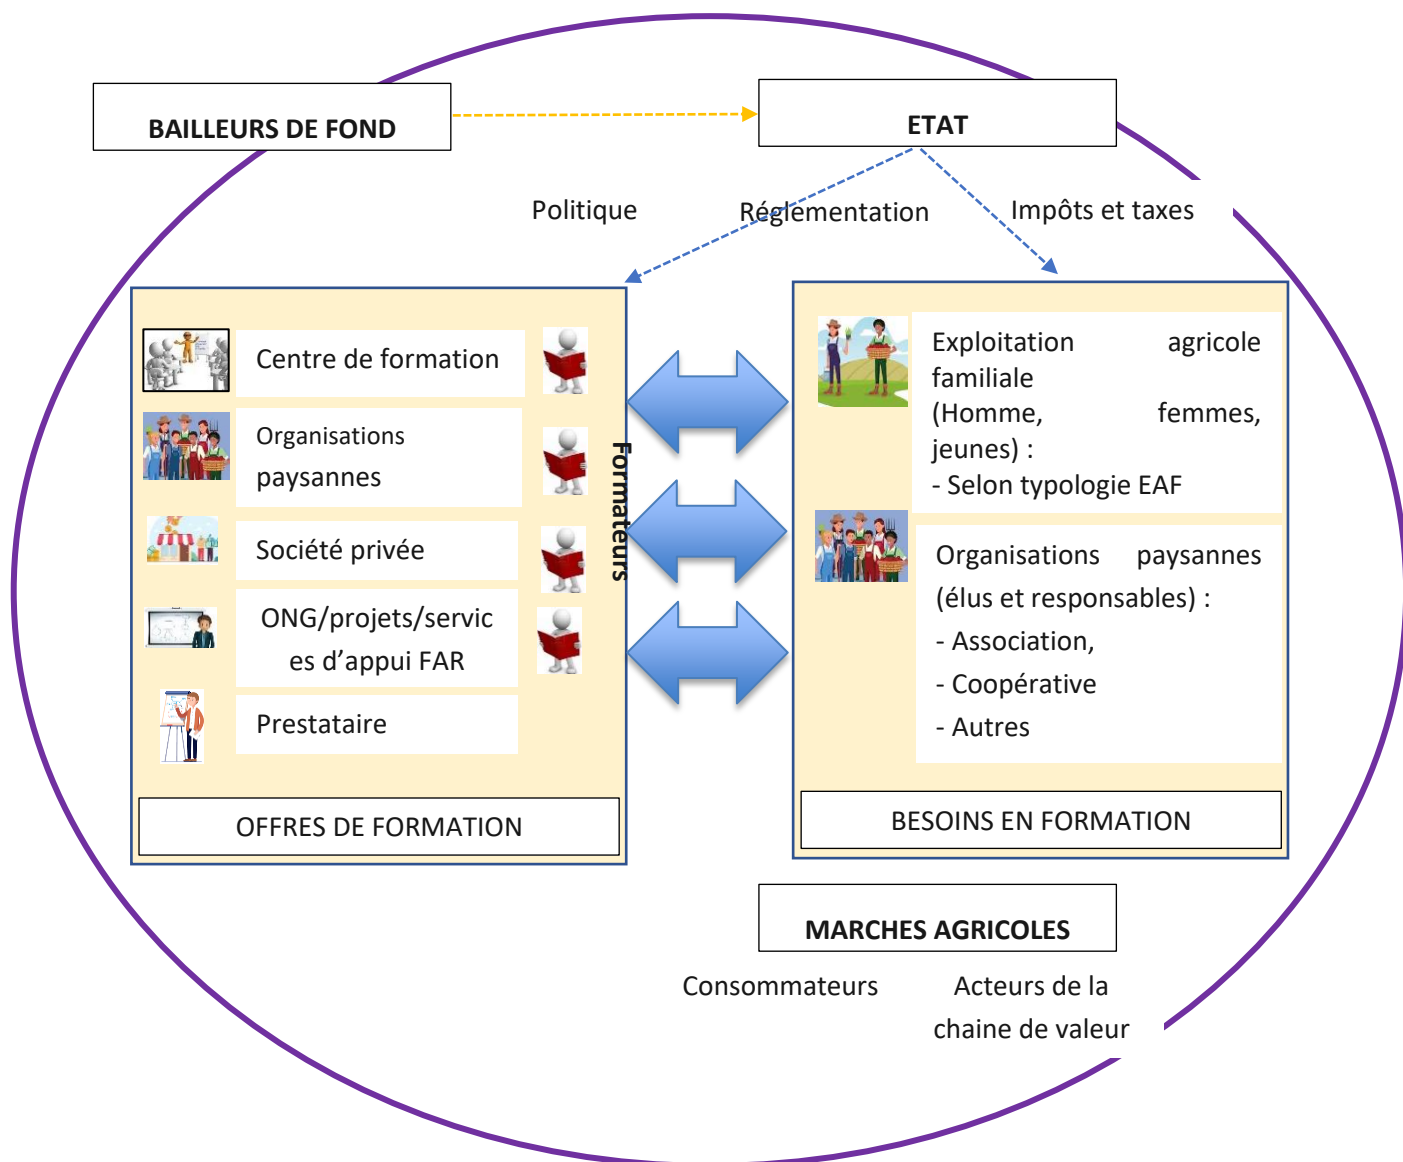 BAILLEURS DE FOND
ETAT
Politique
Réglementation
Impôts et taxes
Centre de formation
Organisations
paysannes
Société privée
ONG/projets/servic
es d’appui FAR
Prestataire
Formateurs
OFFRES DE FORMATION
Exploitation agricole
familiale
(Homme, femmes,
jeunes) :
- Selon typologie EAF
Organisations paysannes
(élus et responsables) :
- Association,
- Coopérative
- Autres
BESOINS EN FORMATION
MARCHES AGRICOLES
Consommateurs
Acteurs de la
chaine de valeur